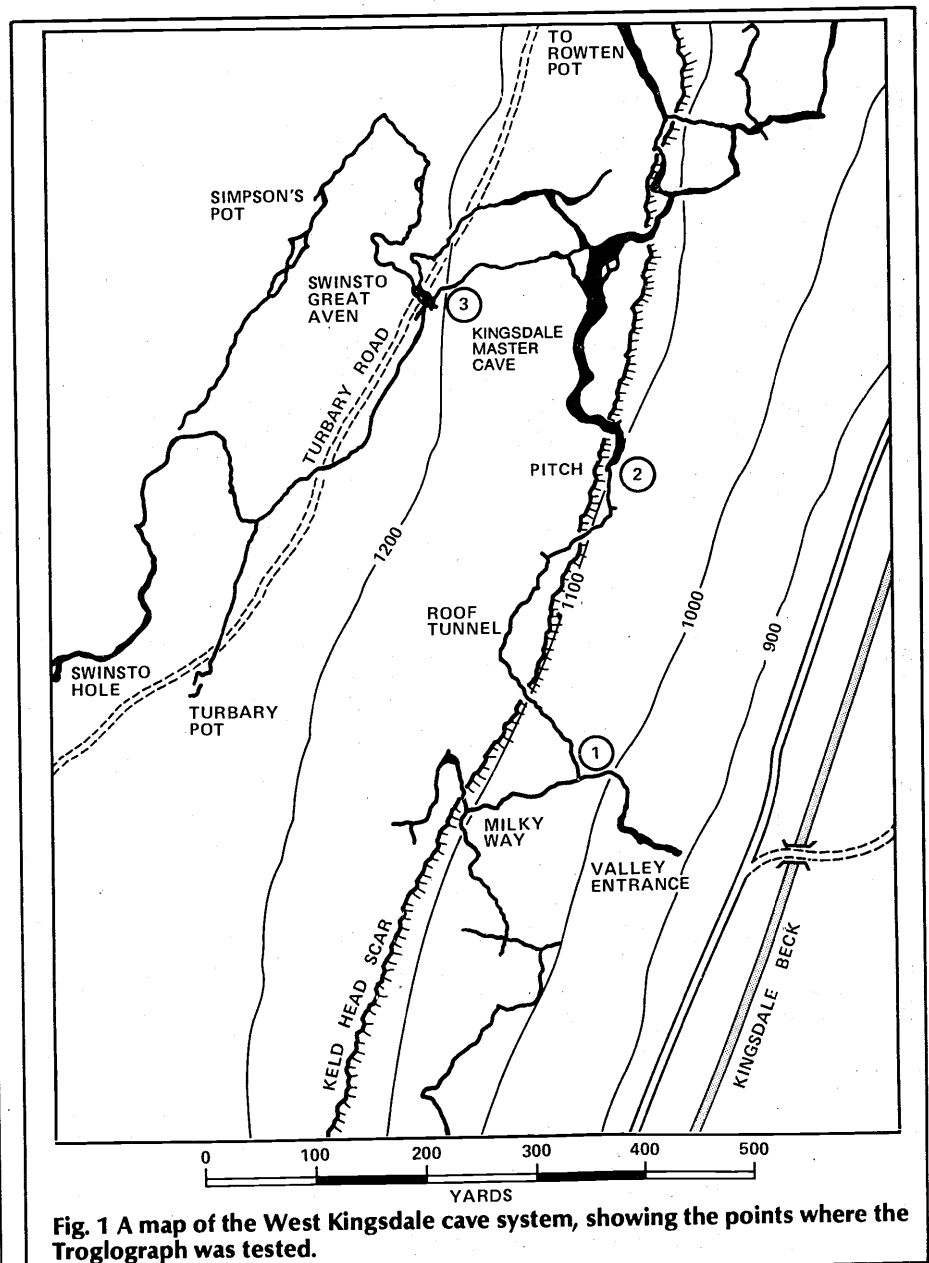 TO
ROWTEN
POT
SIMPSON'S
POT
SWINSTO
GREAT
AVEN
3
KINGSDALE
MASTER
CAVE
TURBARY ROAD
PITCH
2
1200
1100
1000
900
ROOF
TUNNEL
SWINSTO
HOLE
TURBARY
POT
1
MILKY
WAY
VALLEY
ENTRANCE
KELD HEAD SCAR
KINGSDALE BECK
0 100 200 300 400 500
YARDS
Fig. 1 A map of the West Kingsdale cave system, showing the points where the
Troglograph was tested.